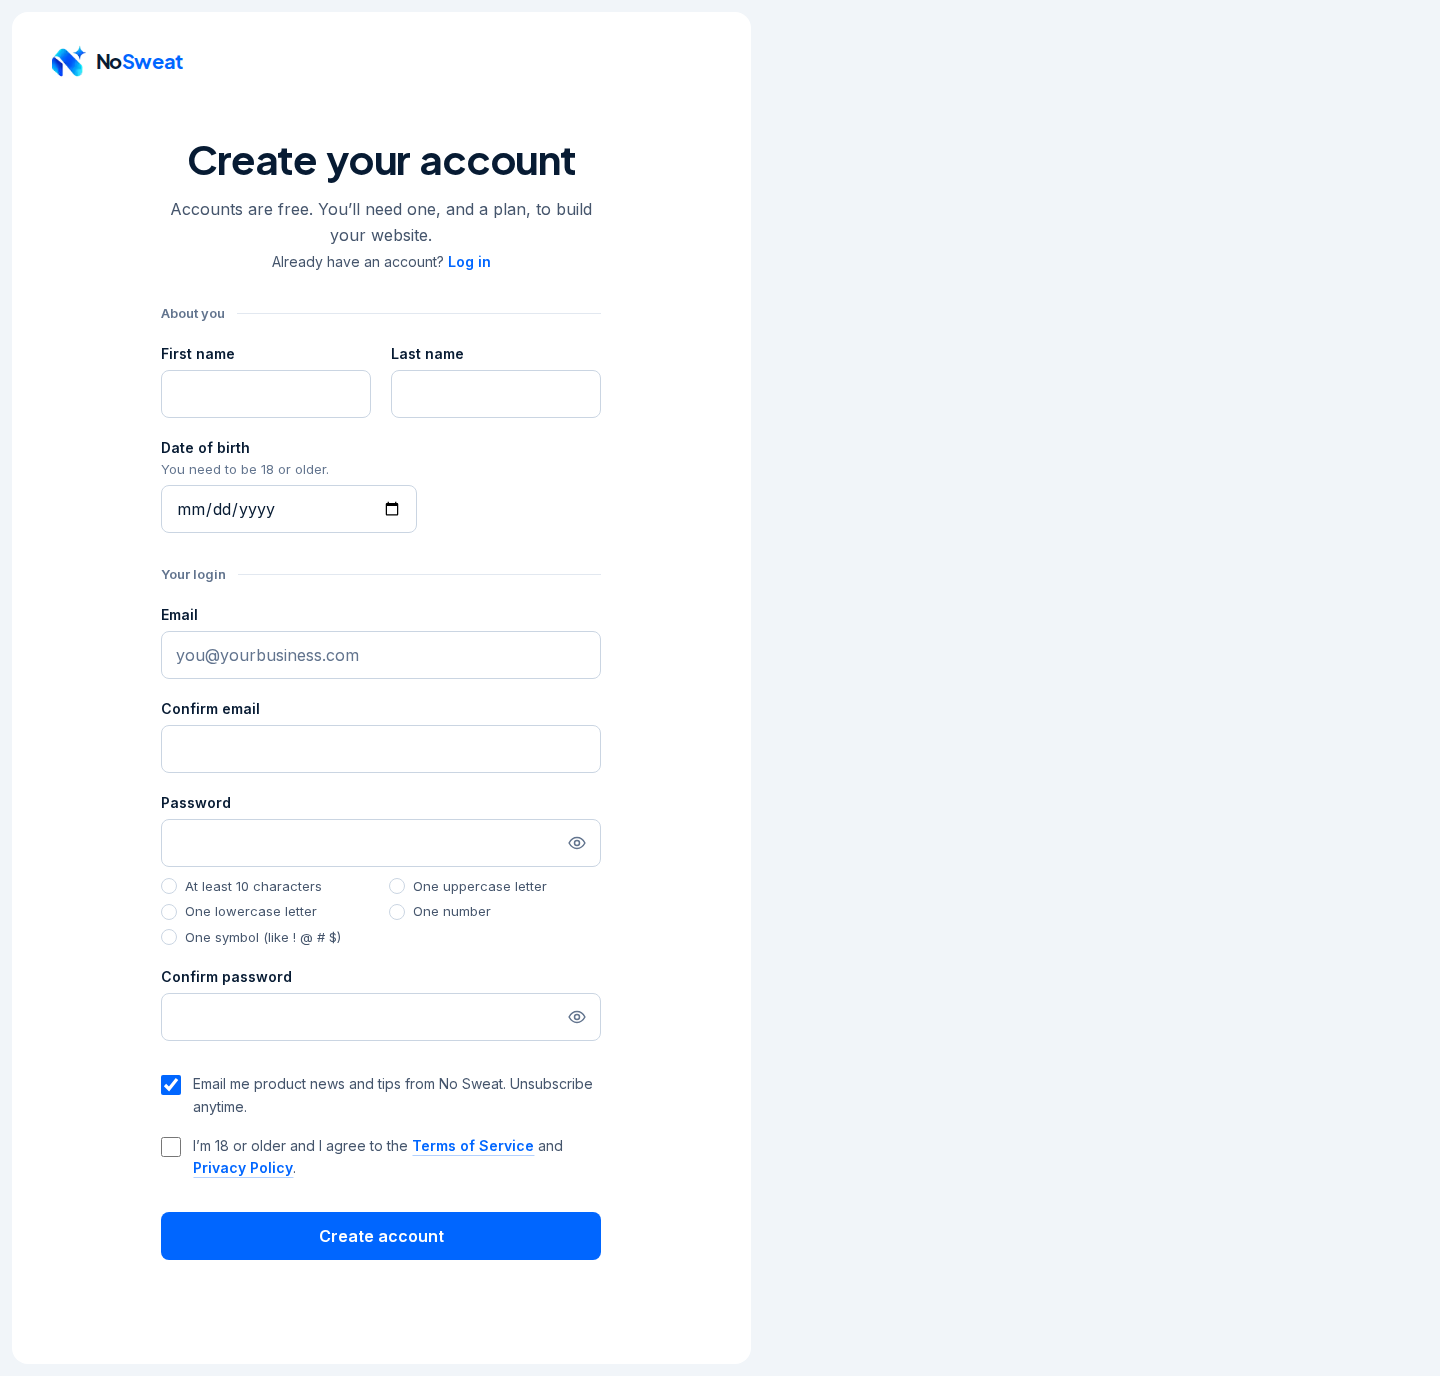 NoSweat
Create your account
Accounts are free. You’ll need one, and a plan, to build
your website.
Already have an account? Log in
About you
First name
Last name
Date of birth
You need to be 18 or older.
mm/dd/yyyy
Your login
Email
you@yourbusiness.com
Confirm email
Password
At least 10 characters
One uppercase letter
One lowercase letter
One number
One symbol (like ! @ # $)
Confirm password
Email me product news and tips from No Sweat. Unsubscribe
anytime.
I’m 18 or older and I agree to the Terms of Service and
Privacy Policy.
Create account